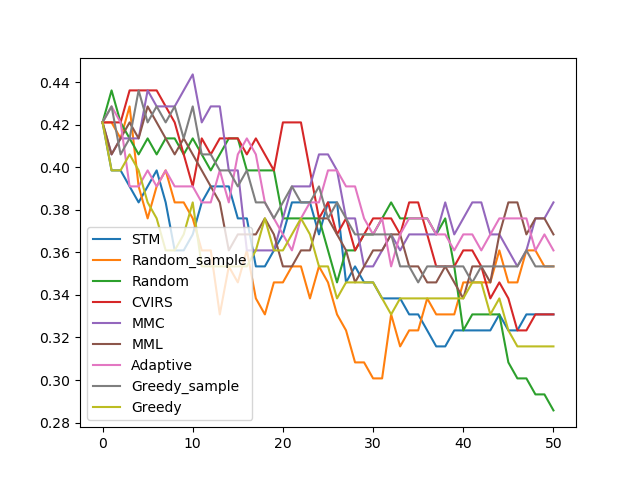 0.44
0.42
0.40
0.38
0.36
0.34
0.32
0.30
0.28
STM
Random_sample
Random
CVIRS
MMC
MML
Adaptive
Greedy_sample
Greedy
0 10 20 30 40 50